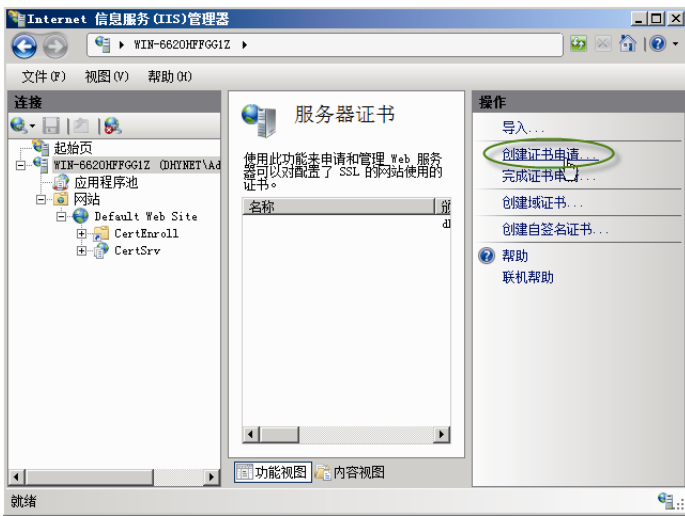 Internet 信息服务(IIS)管理器
WIN-6620HFFGG1Z
文件(F) 视图(V) 帮助(H)
连接
起始页
WIN-6620HFFGG1Z (DHYNET\Ad
应用程序池
网站
Default Web Site
CertEnroll
CertSrv
服务器证书
使用此功能来申请和管理 Web 服务
器可以对配置了 SSL 的网站使用的
证书。
名称
功能视图 内容视图
操作
导入...
创建证书申请...
完成证书申
创建域证书...
创建自签名证书...
帮助
联机帮助
就绪